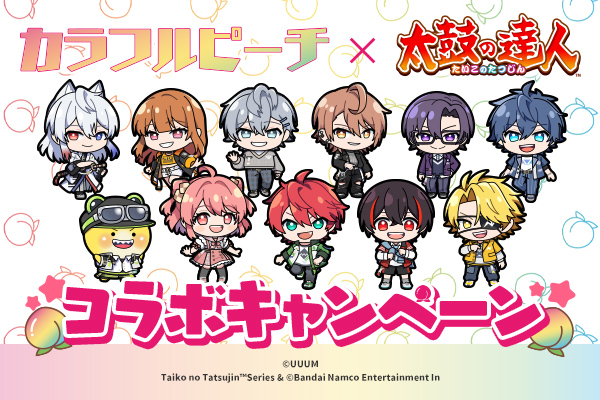 カラフルピーチ × 太鼓の達人
たいこのたつじん
コラボキャンペーン
©UUUM
Taiko no Tatsujin™Series & ©Bandai Namco Entertainment In